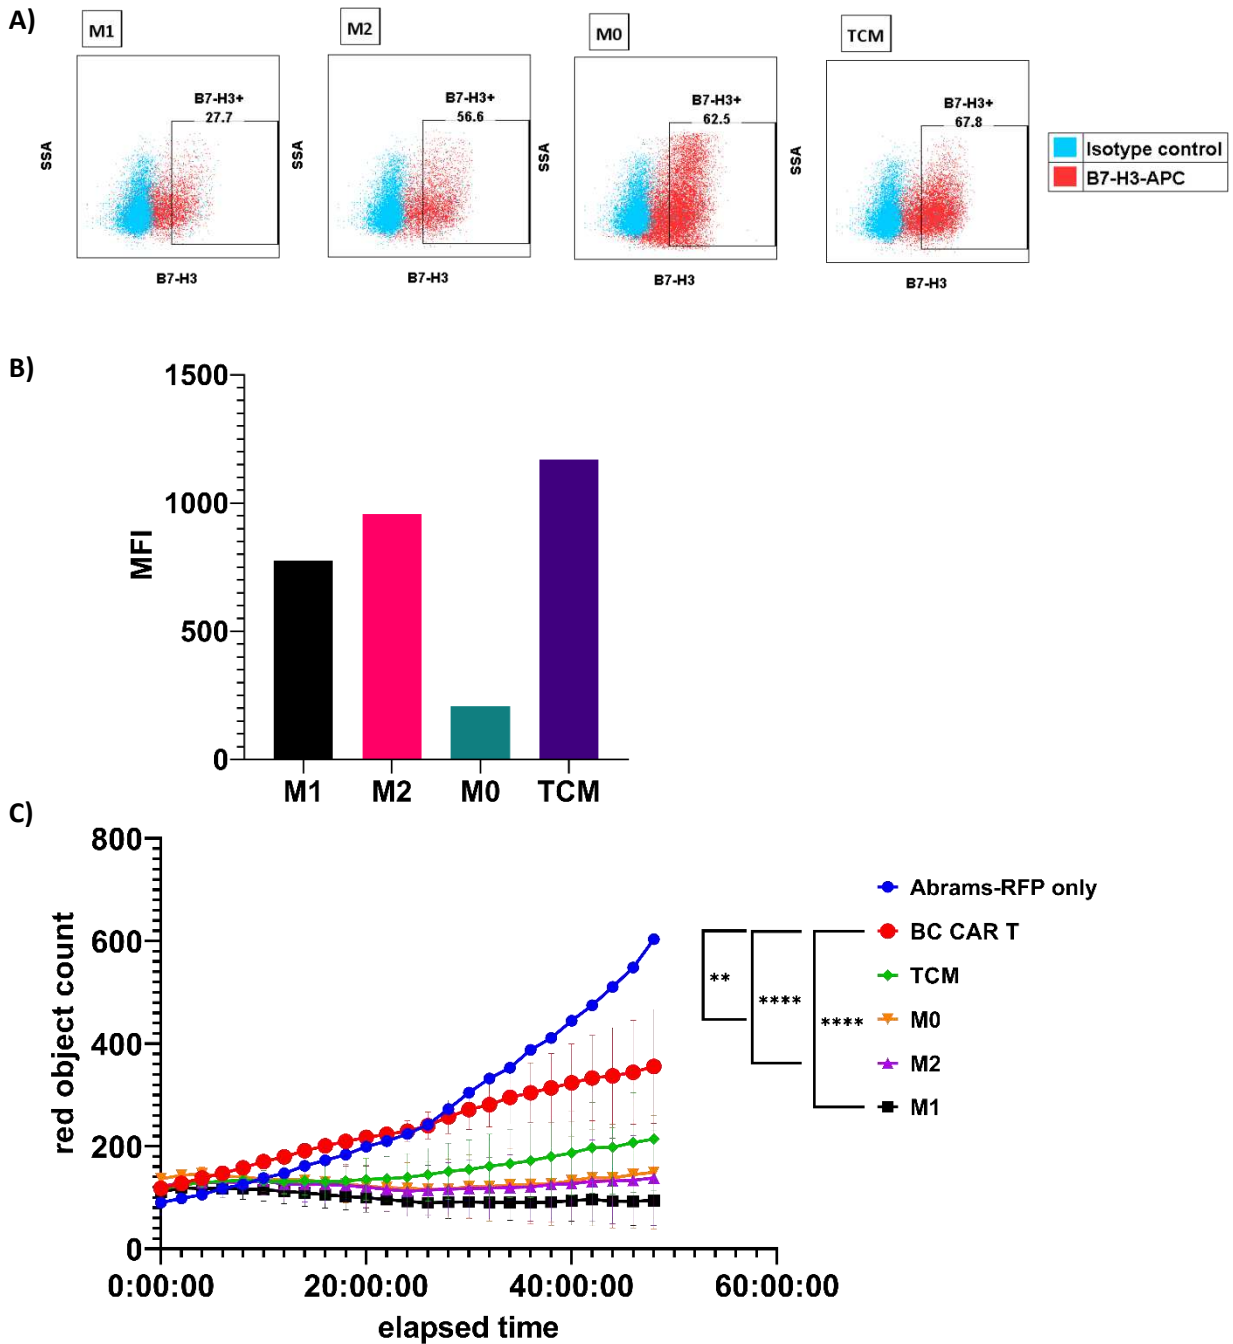 A)
M1
M2
M0
TCM
B7-H3+
27.7
B7-H3+
56.6
B7-H3+
62.5
B7-H3+
67.8
SSA
SSA
SSA
SSA
B7-H3
B7-H3
B7-H3
B7-H3
Isotype control
B7-H3-APC
B)
1500
1000
500
0
MFI
M1 M2 M0 TCM
C)
800
600
400
200
0
red object count
0:00:00 20:00:00 40:00:00 60:00:00
elapsed time
Abrams-RFP only
BC CAR T
TCM
M0
M2
M1
**
****
****